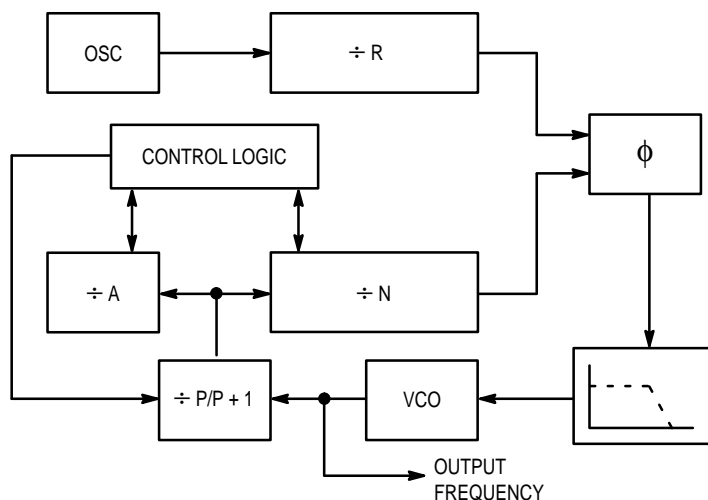 OSC
÷ R
CONTROL LOGIC
ϕ
÷ A
÷ N
÷ P/P + 1
VCO
OUTPUT
FREQUENCY